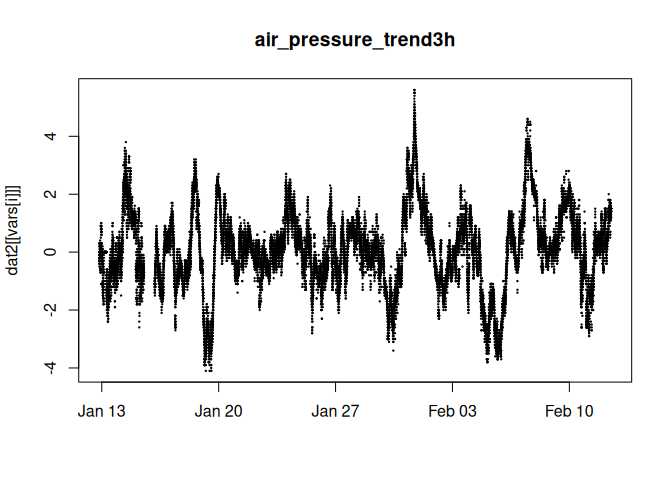 air_pressure_trend3h
dat2[[vars[i]]]
4
2
0
-2
-4
Jan 13
Jan 20
Jan 27
Feb 03
Feb 10